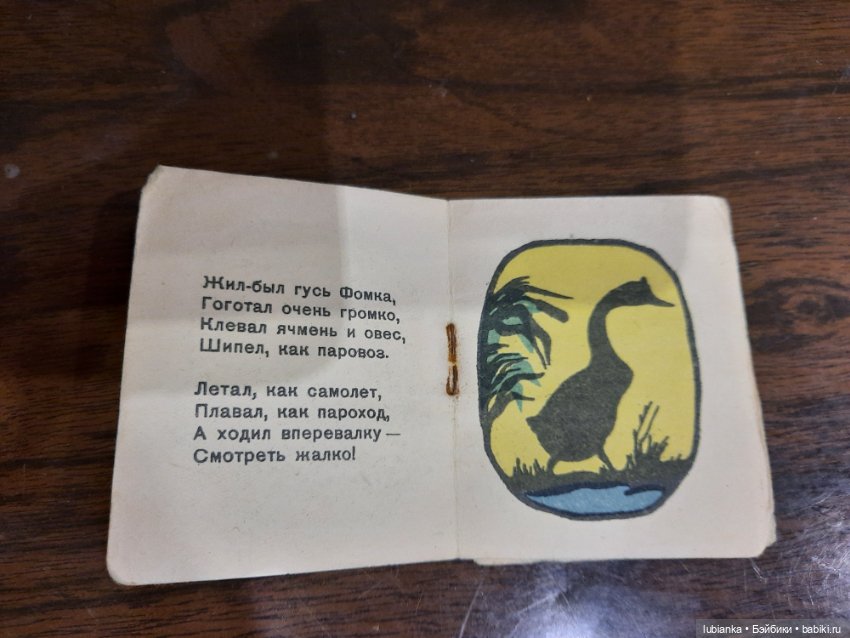 Жил-был гусь Фомка,
Гоготал очень громко,
Клевал ячмень и овес,
Шипел, как паровоз.
Летал, как самолет,
Плавал, как пароход,
А ходил вперевалку —
Смотреть жалко!
lubianka • Бэйбики • babiki.ru